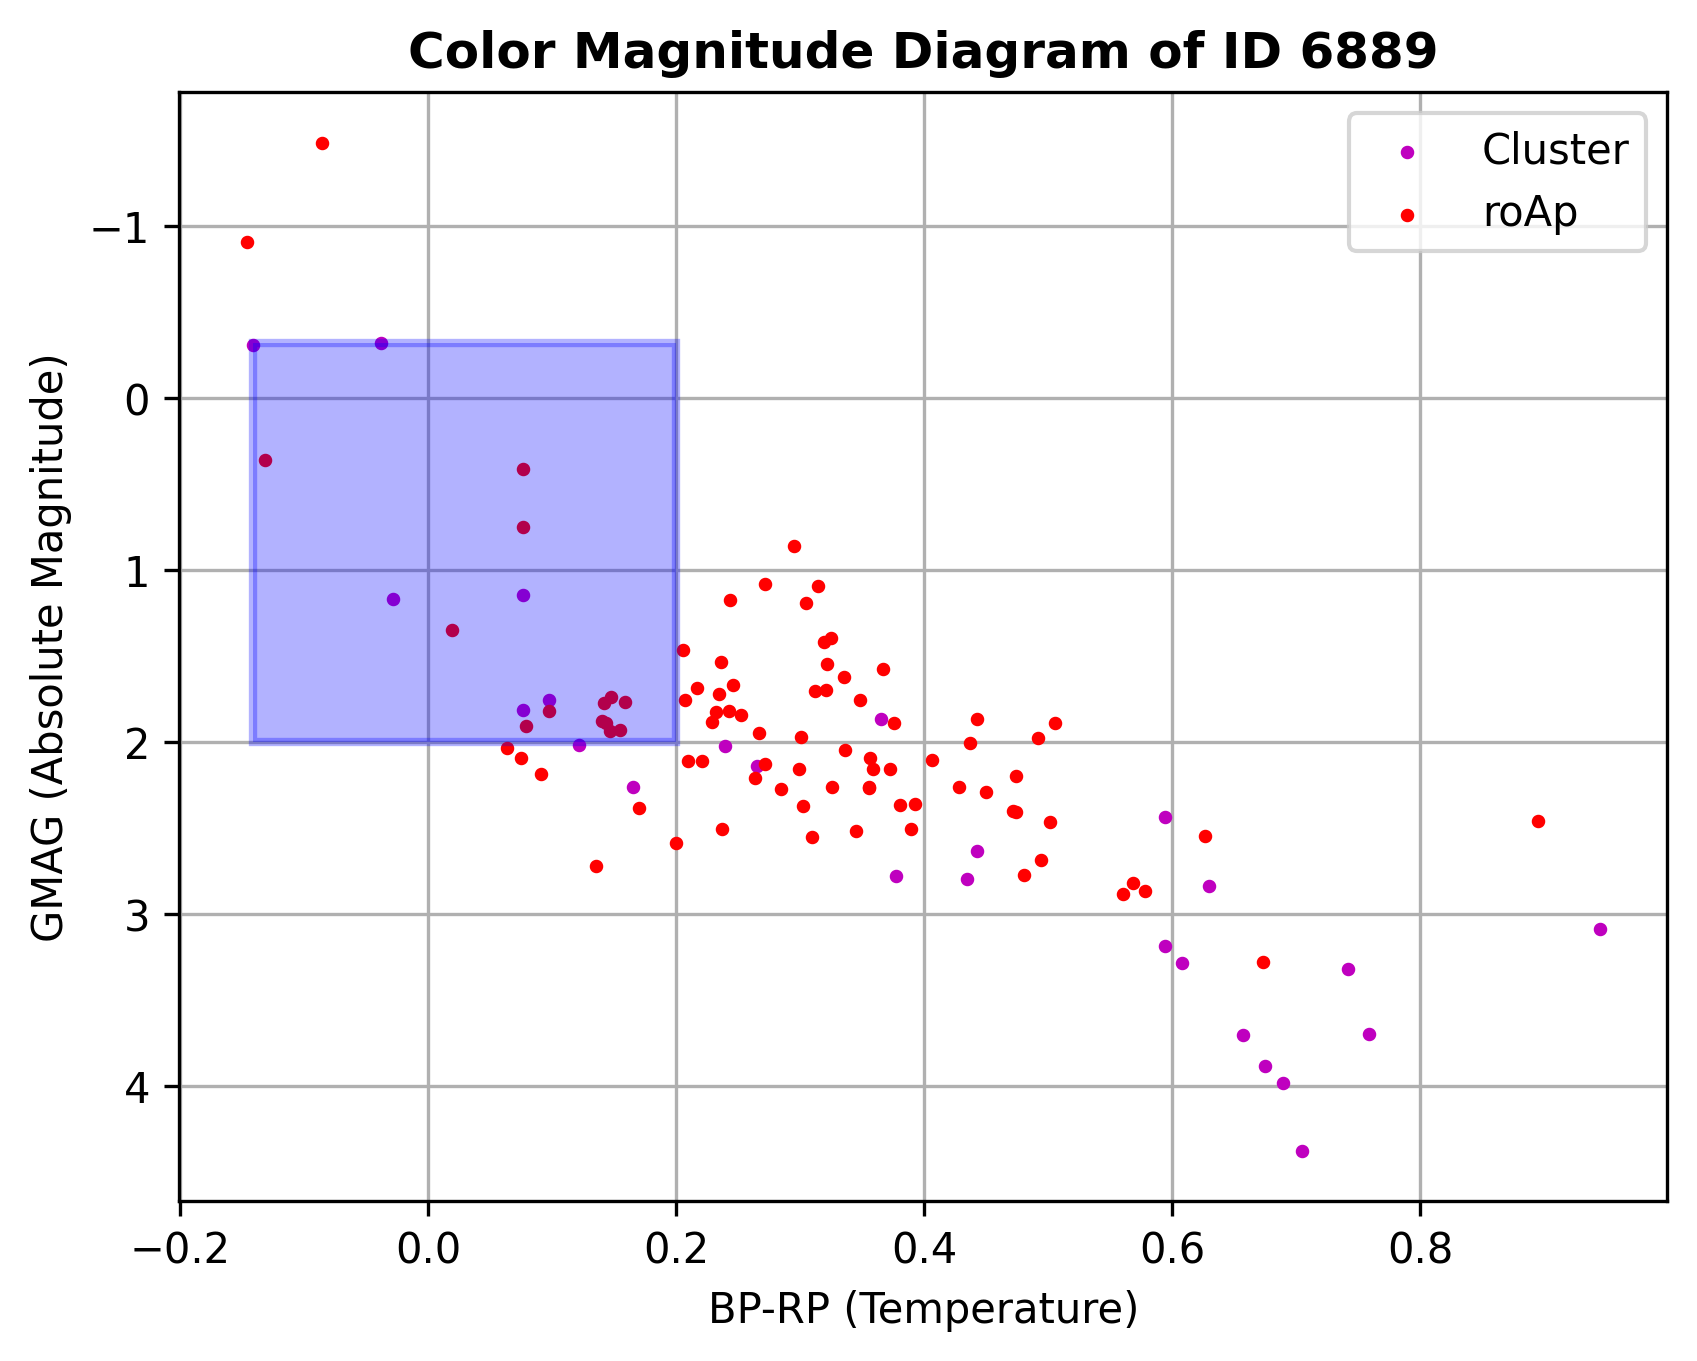 Color Magnitude Diagram of ID 6889
Cluster
roAp
−1
0
1
2
3
4
GMAG (Absolute Magnitude)
−0.2 0.0 0.2 0.4 0.6 0.8
BP-RP (Temperature)